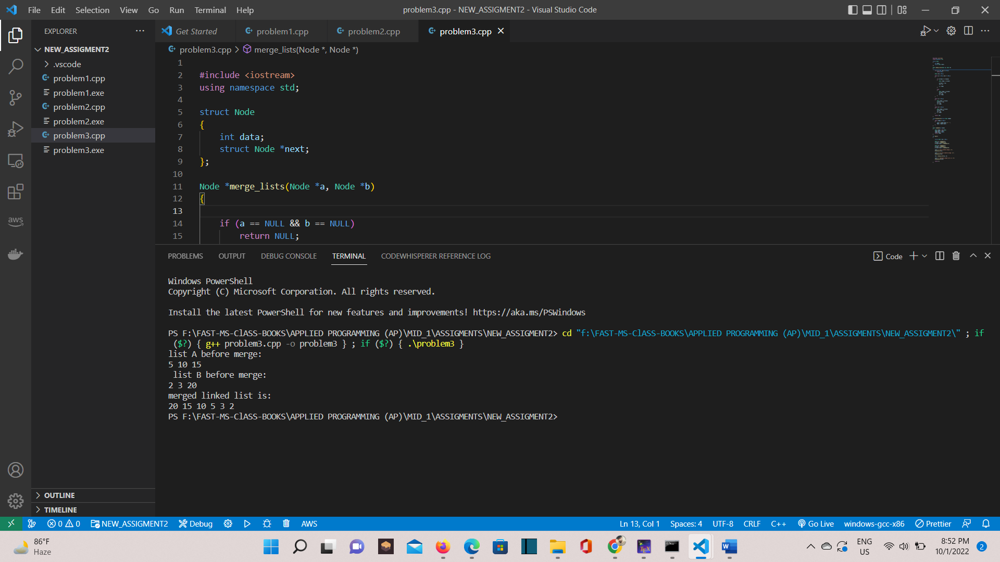 File Edit Selection View Go Run Terminal Help
problem3.cpp - NEW_ASSIGMENT2 - Visual Studio Code
EXPLORER
NEW_ASSIGMENT2
.vscode
problem1.cpp
problem1.exe
problem2.cpp
problem2.exe
problem3.cpp
problem3.exe
OUTLINE
TIMELINE
aws
Get Started problem1.cpp problem2.cpp problem3.cpp
problem3.cpp > merge_lists(Node *, Node *)
1
2 #include <iostream>
3 using namespace std;
4
5 struct Node
6 {
7 int data;
8 struct Node *next;
9 };
10
11 Node *merge_lists(Node *a, Node *b)
12 {
13
14 if (a == NULL && b == NULL)
15 return NULL;
PROBLEMS OUTPUT DEBUG CONSOLE TERMINAL CODEWHISPERER REFERENCE LOG
Code
Windows PowerShell
Copyright (C) Microsoft Corporation. All rights reserved.
Install the latest PowerShell for new features and improvements! https://aka.ms/PSWindows
PS F:\FAST-MS-ClASS-BOOKS\APPLIED PROGRAMMING (AP)\MID_1\ASSIGMENTS\NEW_ASSIGMENT2> cd "f:\FAST-MS-ClASS-BOOKS\APPLIED PROGRAMMING (AP)\MID_1\ASSIGMENTS\NEW_ASSIGMENT2\" ; if
($?) { g++ problem3.cpp -o problem3 } ; if ($?) { .\problem3 }
list A before merge:
5 10 15
list B before merge:
2 3 20
merged linked list is:
20 15 10 5 3 2
PS F:\FAST-MS-ClASS-BOOKS\APPLIED PROGRAMMING (AP)\MID_1\ASSIGMENTS\NEW_ASSIGMENT2>
0 0 NEW_ASSIGMENT2 Debug AWS
Ln 13, Col 1 Spaces: 4 UTF-8 CRLF C++ Go Live windows-gcc-x86 Prettier
86°F
Haze
TEX
W
ENG
US
8:52 PM
10/1/2022
2